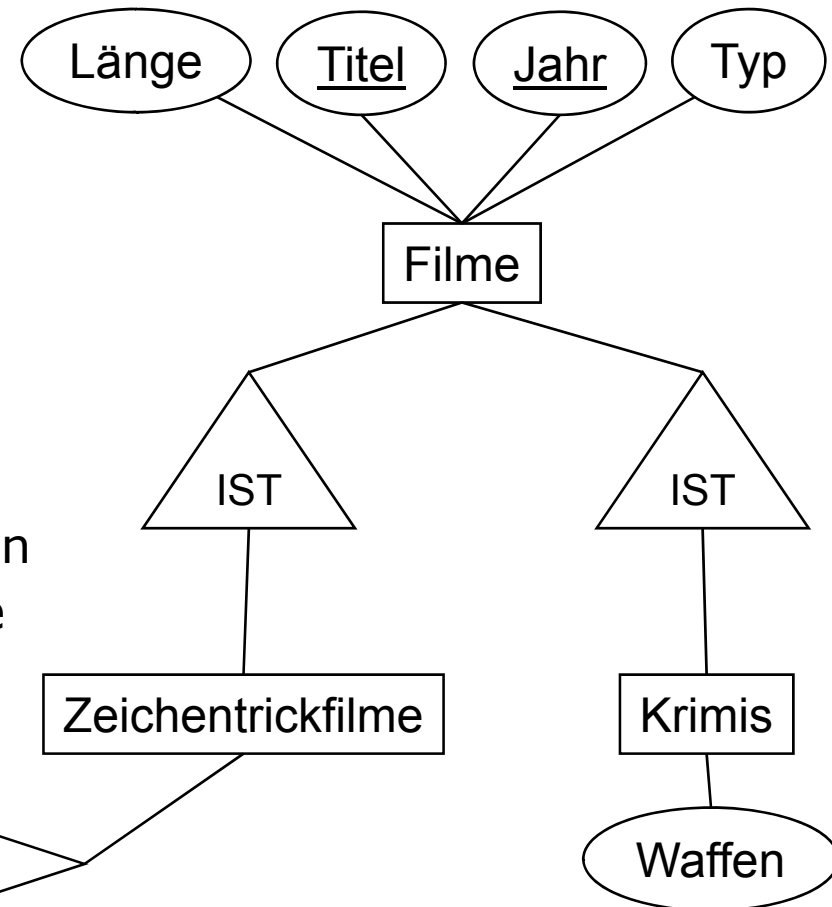 Länge Titel Jahr Typ
Filme
IST IST
n
e
Zeichentrickfilme Krimis
Waffen